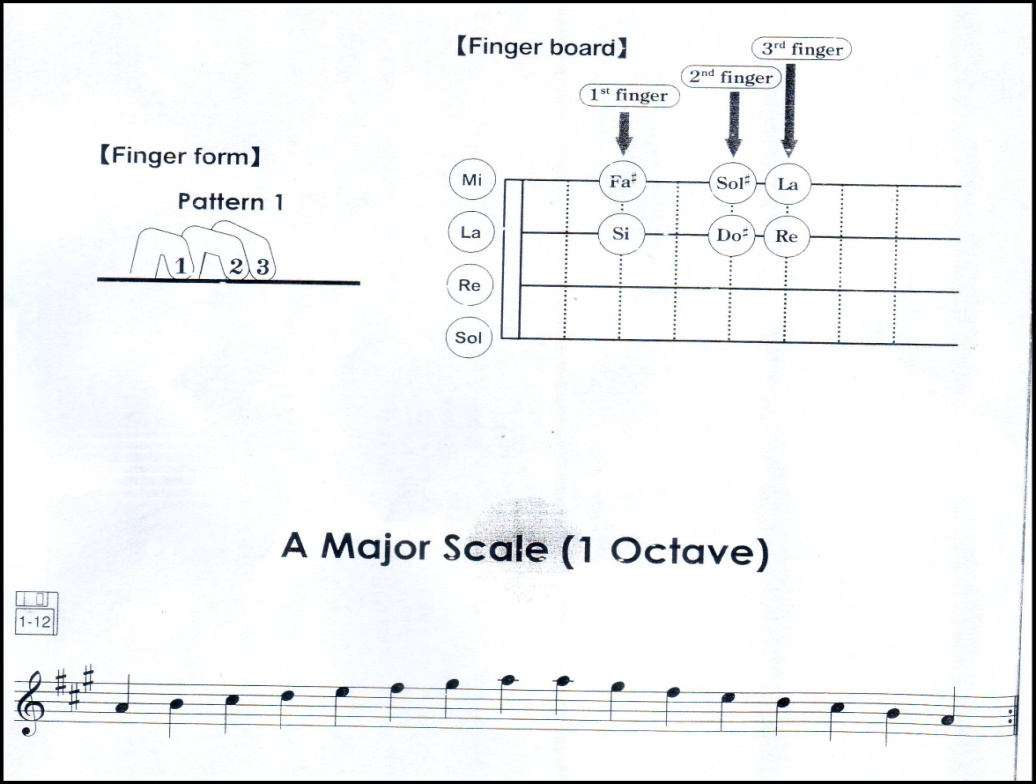 【Finger board】
3rd finger
2nd finger
1st finger
【Finger form】
Pattern 1
1 2 3
Mi Fa♯ Sol♯ La
La Si Do♯ Re
Re
Sol
A Major Scale (1 Octave)
1-12